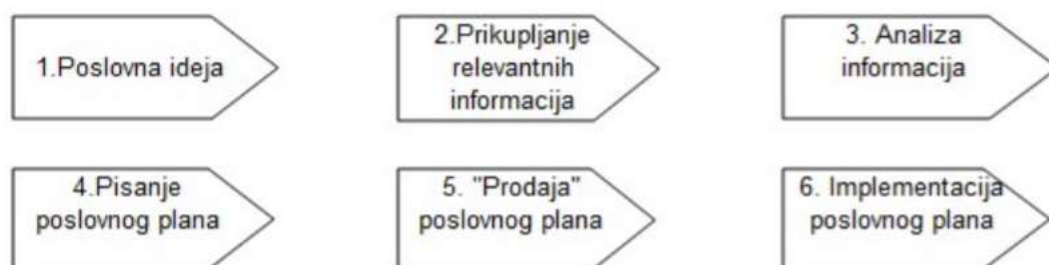 1.Poslovna ideja
2.Prikupljanje
relevantnih
informacija
3. Analiza
informacija
4.Pisanje
poslovnog plana
5. "Prodaja"
poslovnog plana
6. Implementacija
poslovnog plana